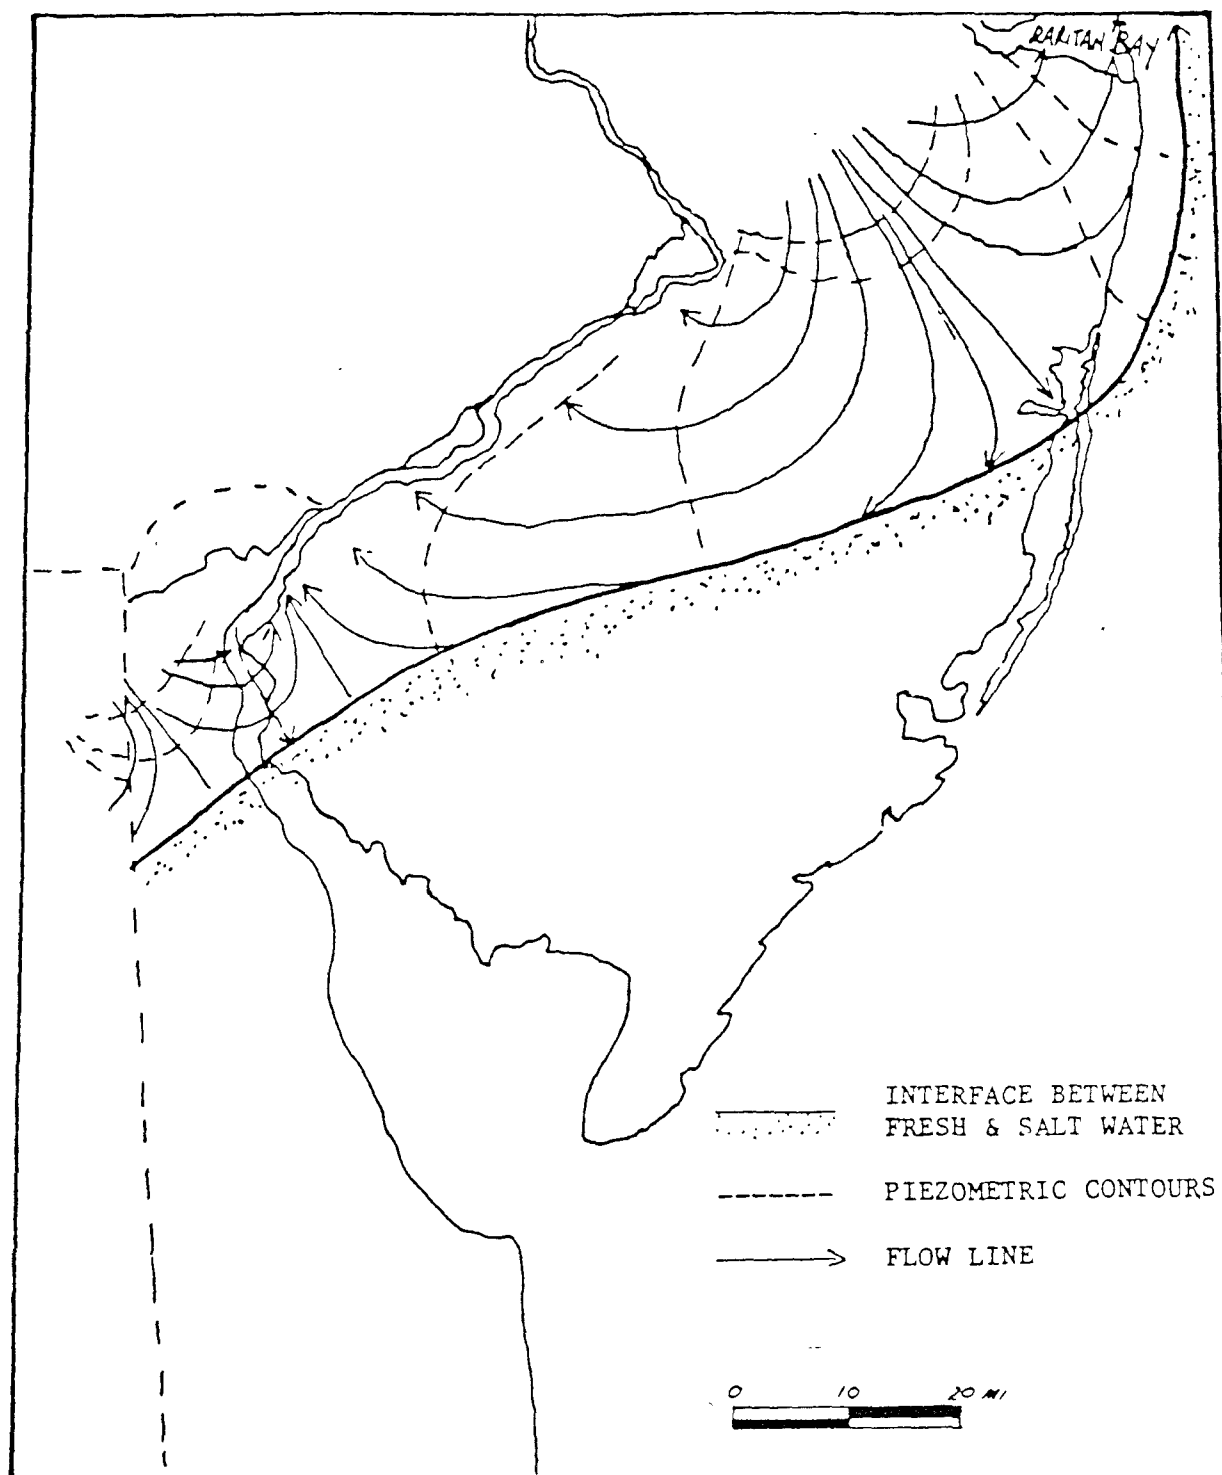 RARITAN BAY
INTERFACE BETWEEN
FRESH & SALT WATER
PIEZOMETRIC CONTOURS
FLOW LINE
0 10 20 MI